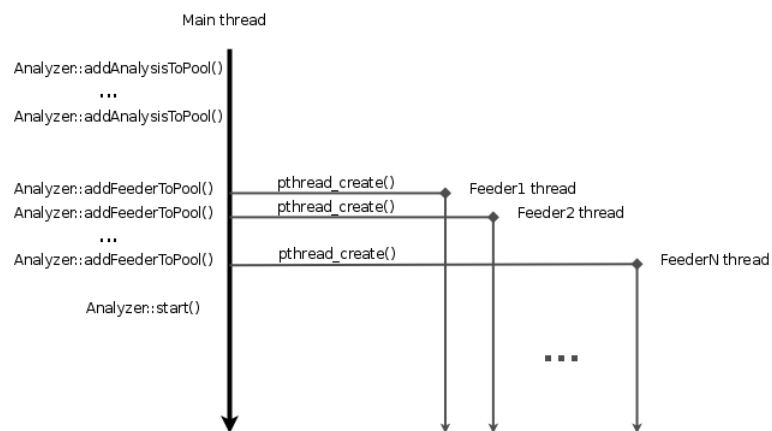 Main thread
Analyzer::addAnalysisToPool()
...
Analyzer::addAnalysisToPool()
Analyzer::addFeederToPool() pthread_create() Feeder1 thread
Analyzer::addFeederToPool() pthread_create() Feeder2 thread
...
Analyzer::addFeederToPool() pthread_create() FeederN thread
Analyzer::start()
...